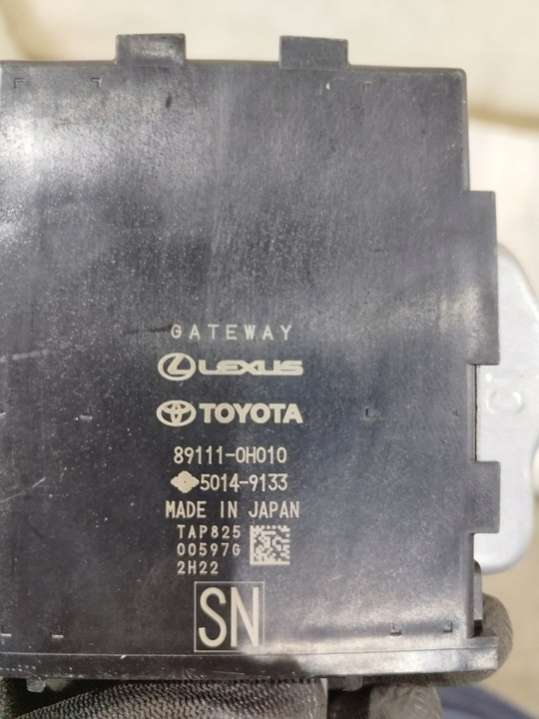 GATEWAY
LEXUS
TOYOTA
89111-0H010
5014-9133
MADE IN JAPAN
TAP825
00597G
2H22
SN